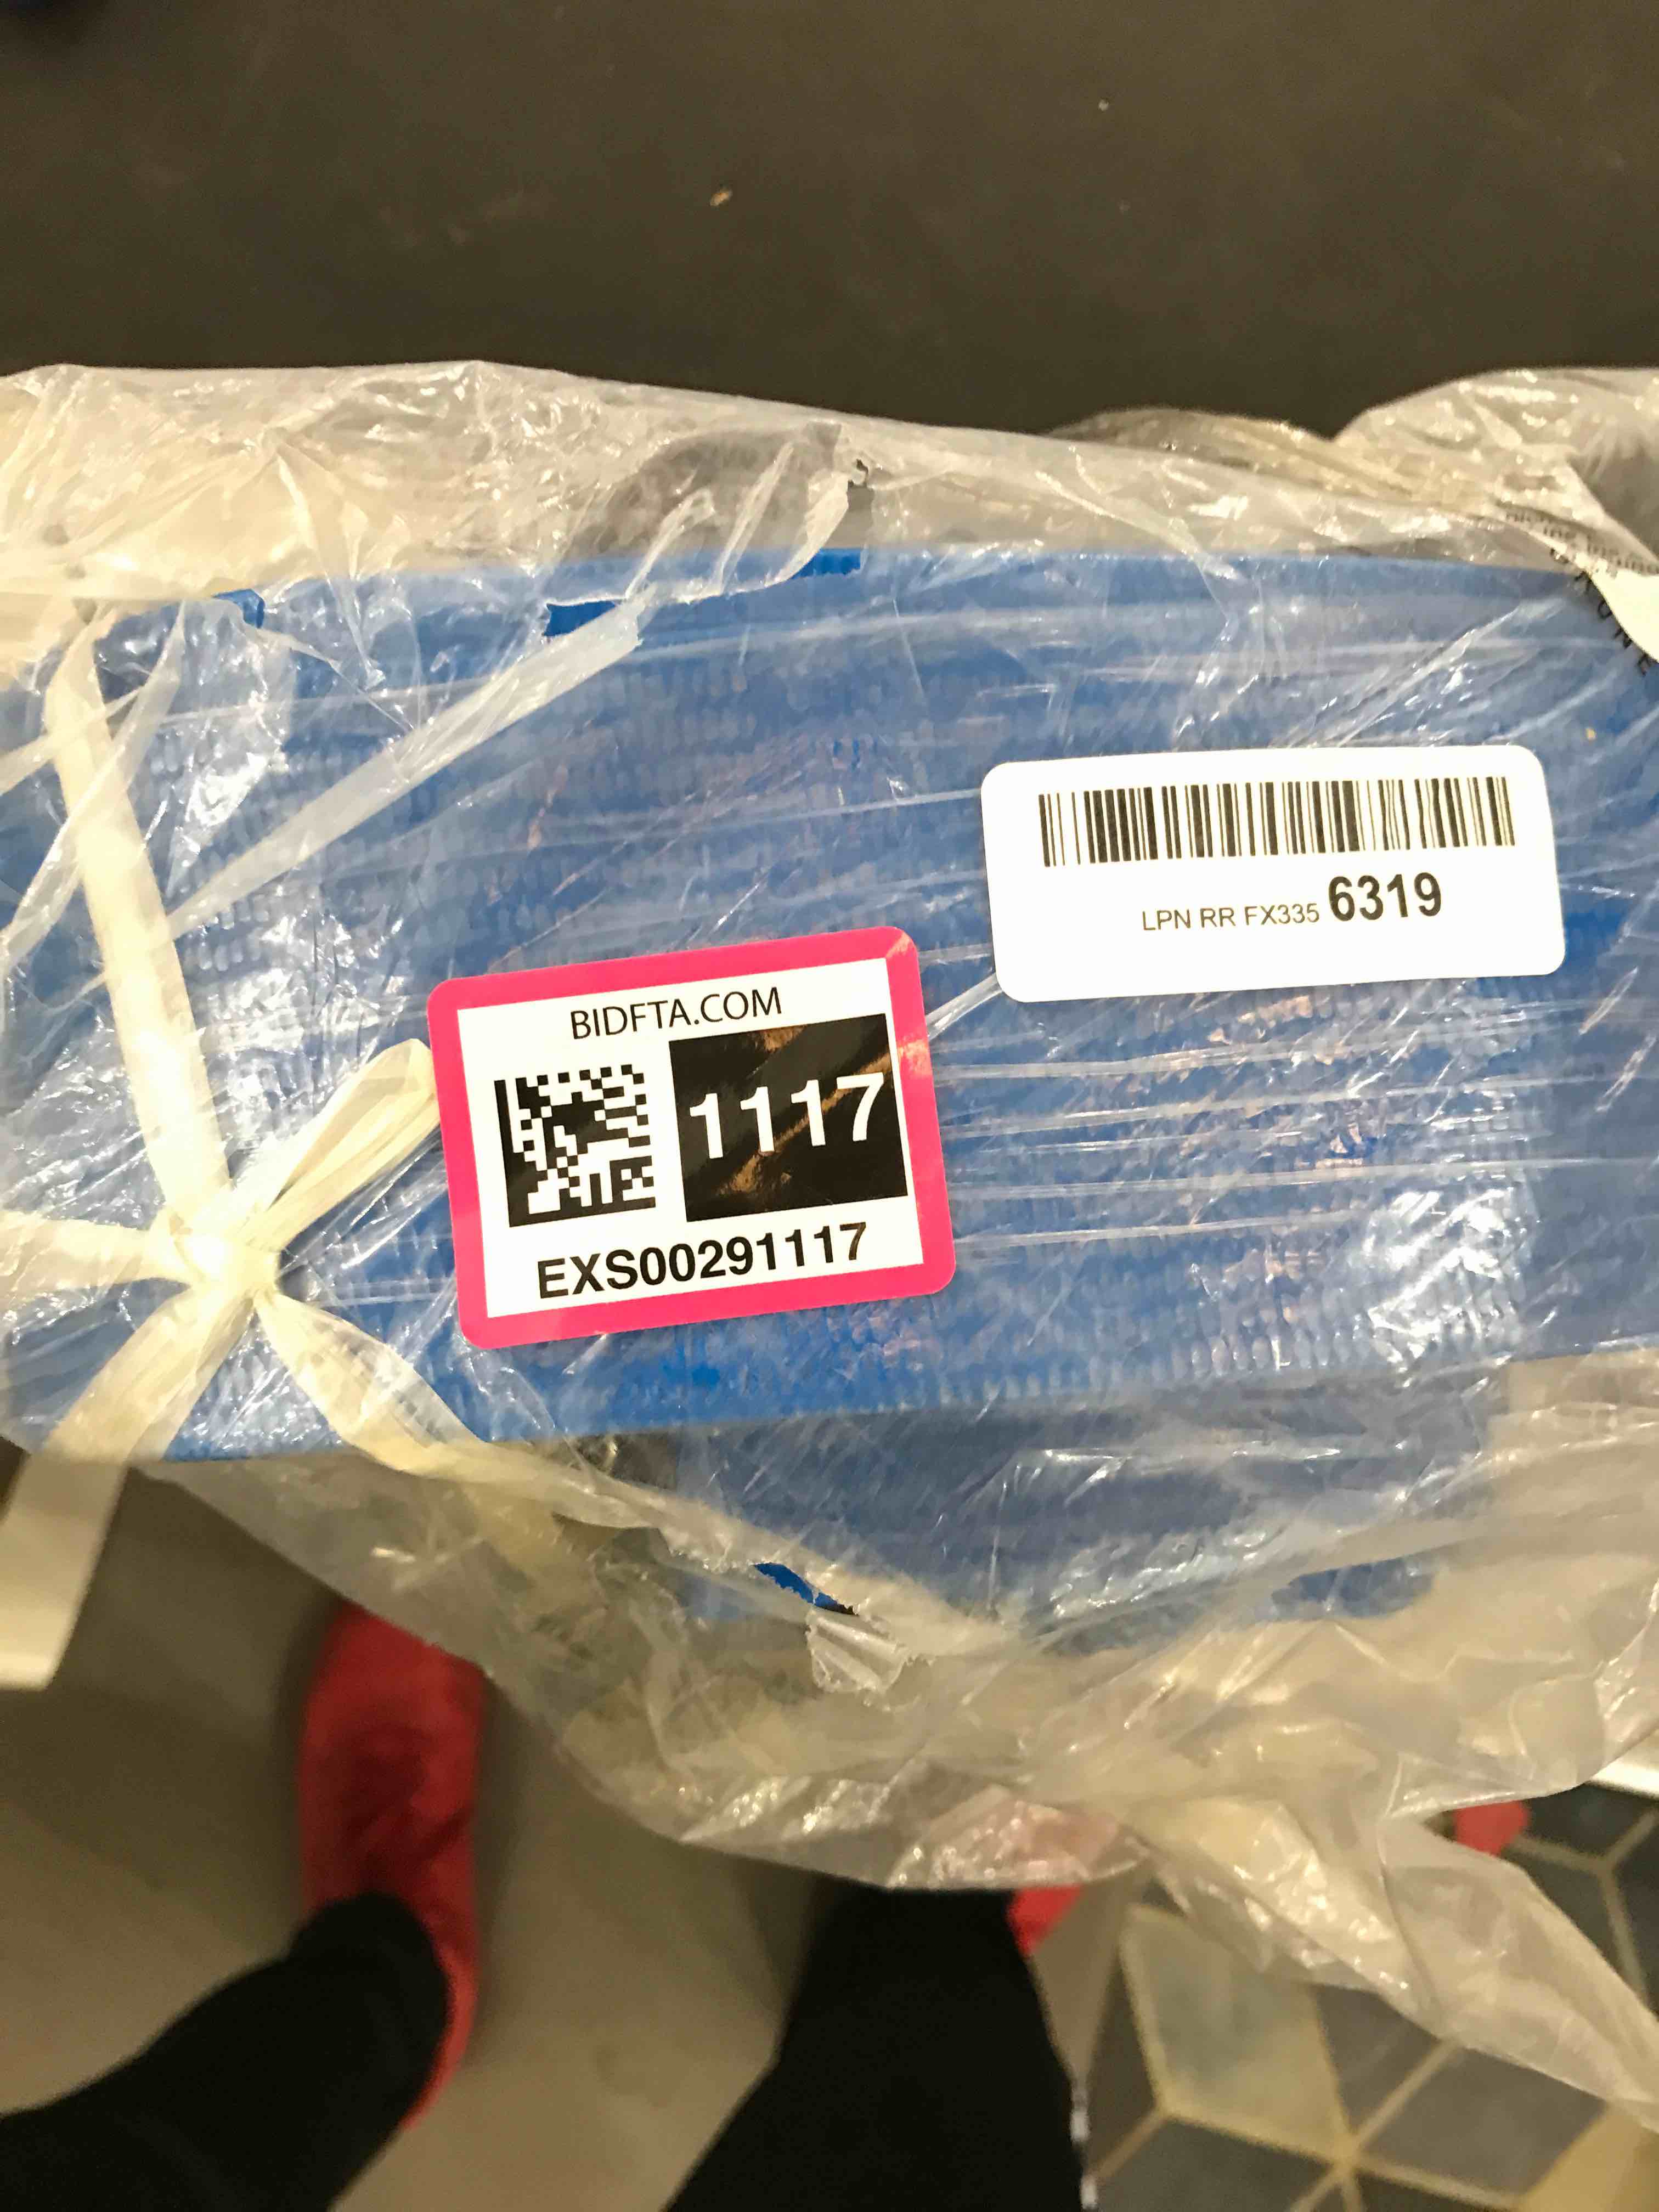 LPN RR FX335 6319
BIDFTA.COM
1117
EXS00291117